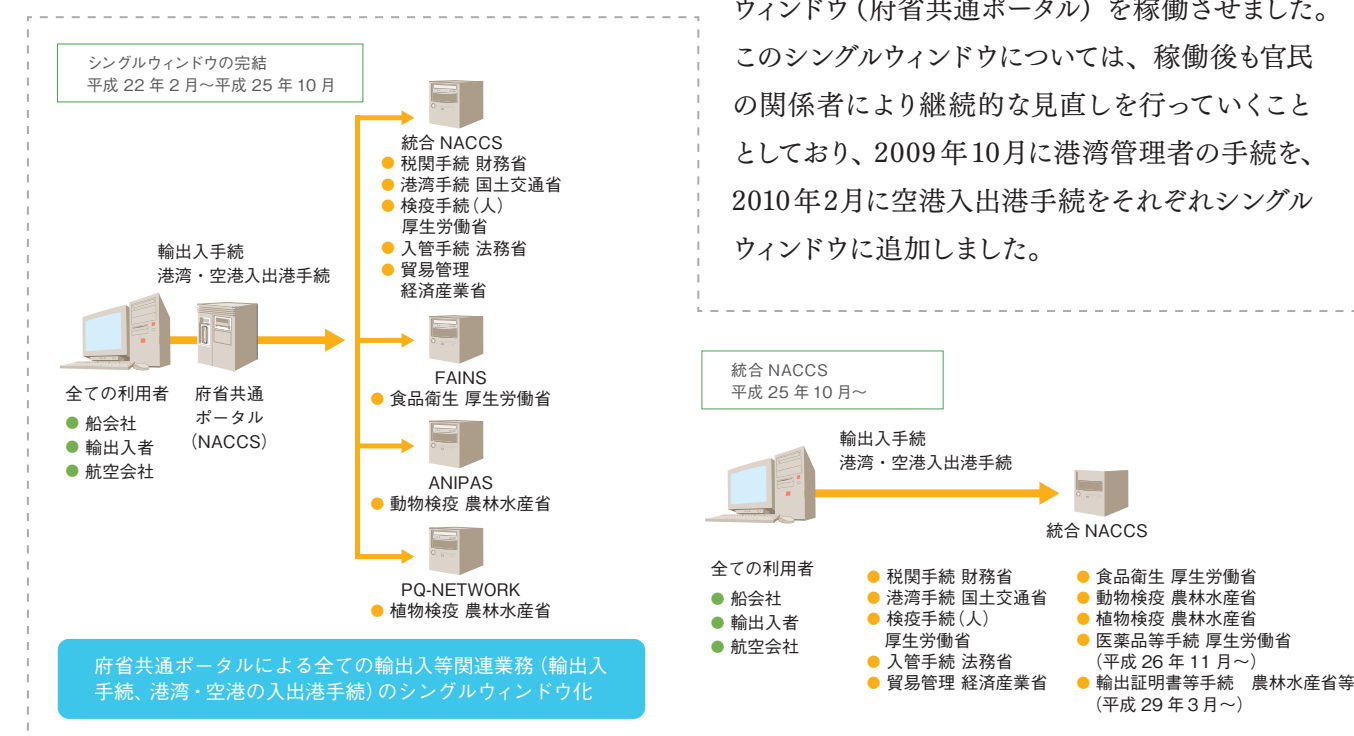 ウィンドウ（府省共通ポータル）を稼働させました。
このシングルウィンドウについては、稼働後も官民
の関係者により継続的な見直しを行っていくこと
としており、2009年10月に港湾管理者の手続を、
2010年2月に空港入出港手続をそれぞれシングル
ウィンドウに追加しました。
シングルウィンドウの完結
平成 22 年 2 月～平成 25 年 10 月
輸出入手続
港湾・空港入出港手続
全ての利用者
● 船会社
● 輸出入者
● 航空会社
府省共通
ポータル
（NACCS）
統合 NACCS
● 税関手続 財務省
● 港湾手続 国土交通省
● 検疫手続（人）
厚生労働省
● 入管手続 法務省
● 貿易管理
経済産業省
FAINS
● 食品衛生 厚生労働省
ANIPAS
● 動物検疫 農林水産省
PQ-NETWORK
● 植物検疫 農林水産省
府省共通ポータルによる全ての輸出入等関連業務（輸出入
手続、港湾・空港の入出港手続）のシングルウィンドウ化
統合 NACCS
平成 25 年 10 月～
輸出入手続
港湾・空港入出港手続
統合 NACCS
全ての利用者
● 船会社
● 輸出入者
● 航空会社
● 税関手続 財務省
● 港湾手続 国土交通省
● 検疫手続（人）
厚生労働省
● 入管手続 法務省
● 貿易管理 経済産業省
● 食品衛生 厚生労働省
● 動物検疫 農林水産省
● 植物検疫 農林水産省
● 医薬品等手続 厚生労働省
（平成 26 年 11 月～）
● 輸出証明書等手続　農林水産省等
（平成 29 年 3 月～）